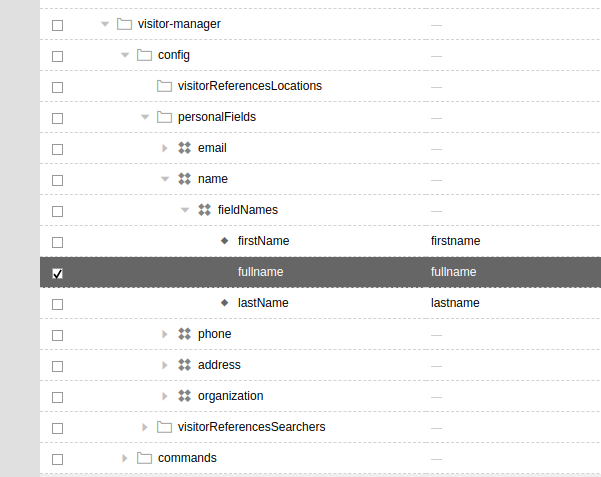 visitor-manager —
config —
visitorReferencesLocations —
personalFields —
email —
name —
fieldNames —
firstName firstname
fullname fullname
lastName lastname
phone —
address —
organization —
visitorReferencesSearchers —
commands —